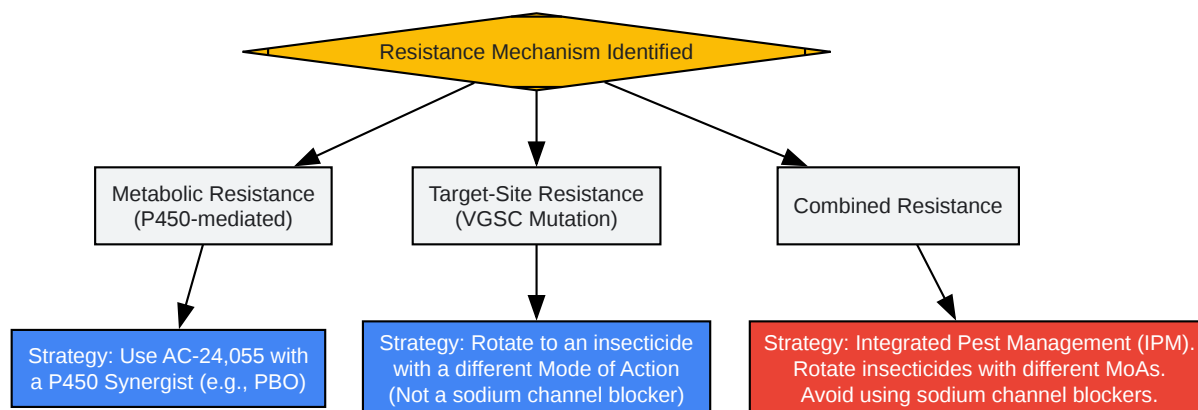 Resistance Mechanism Identified
Metabolic Resistance
(P450-mediated)
Target-Site Resistance
(VGSC Mutation)
Combined Resistance
Strategy: Use AC-24,055 with
a P450 Synergist (e.g., PBO)
Strategy: Rotate to an insecticide
with a different Mode of Action
(Not a sodium channel blocker)
Strategy: Integrated Pest Management (IPM).
Rotate insecticides with different MoAs.
Avoid using sodium channel blockers.